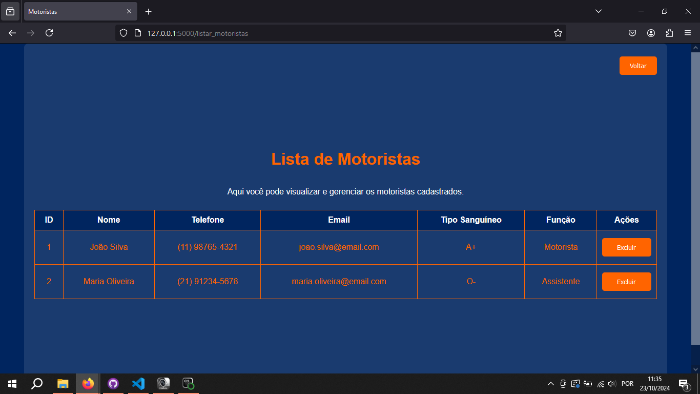 Motoristas
127.0.0.1:5000/listar_motoristas
Voltar
Lista de Motoristas
Aqui você pode visualizar e gerenciar os motoristas cadastrados.
ID Nome Telefone Email Tipo Sanguíneo Função Ações
1 João Silva (11) 98765-4321 joao.silva@email.com A+ Motorista Excluir
2 Maria Oliveira (21) 91234-5678 maria.oliveira@email.com O- Assistente Excluir
POR
11:35
23/10/2024